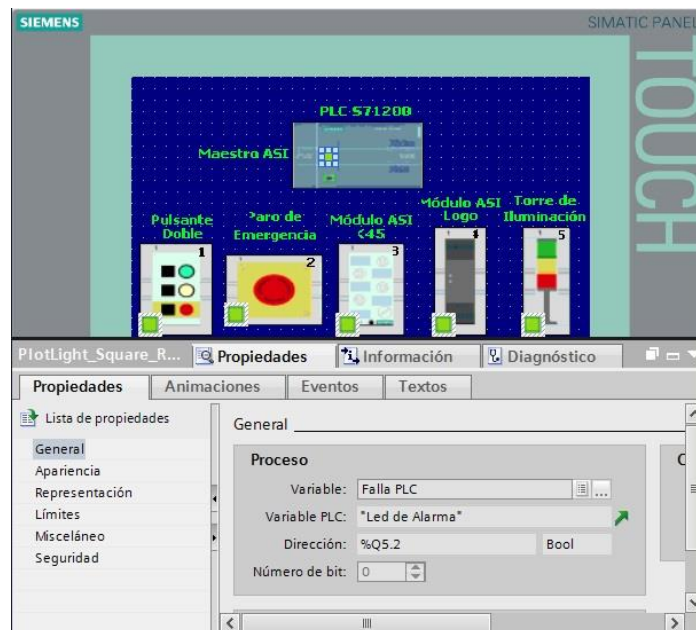 SIEMENS
SIMATIC PANEL
TOUCH
PLC S71200
Maestro ASI
Pulsante
Doble
Paro de
Emergencia
Módulo ASI
K45
Módulo ASI
Logo
Torre de
Iluminación
1
2
3
4
5
PlotLight_Square_R...
Propiedades
Información
Diagnóstico
Propiedades
Animaciones
Eventos
Textos
Lista de propiedades
General
Apariencia
Representación
Límites
Misceláneo
Seguridad
General
Proceso
Variable: Falla PLC
...
Variable PLC: "Led de Alarma"
Dirección: %Q5.2 Bool
Número de bit: 0
C